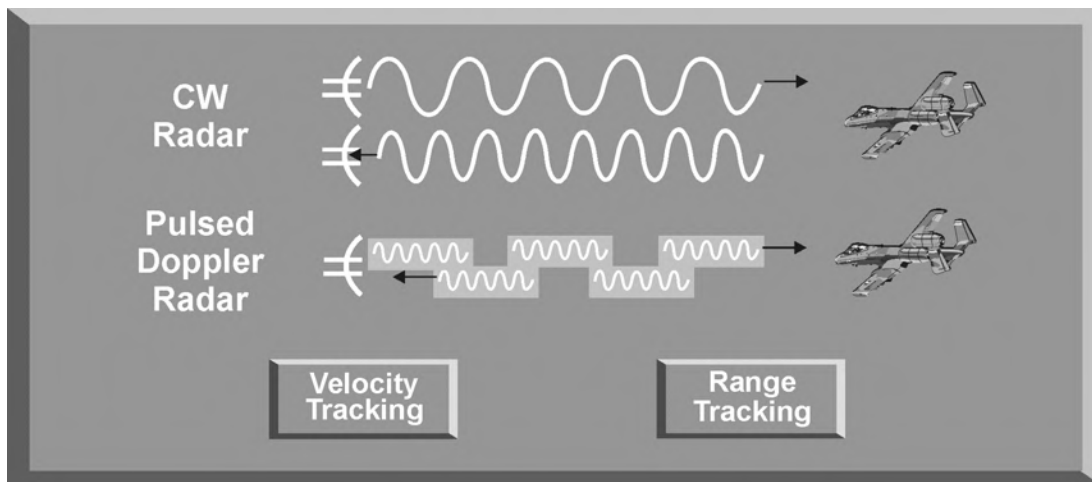 CW
Radar
Pulsed
Doppler
Radar
Velocity
Tracking
Range
Tracking